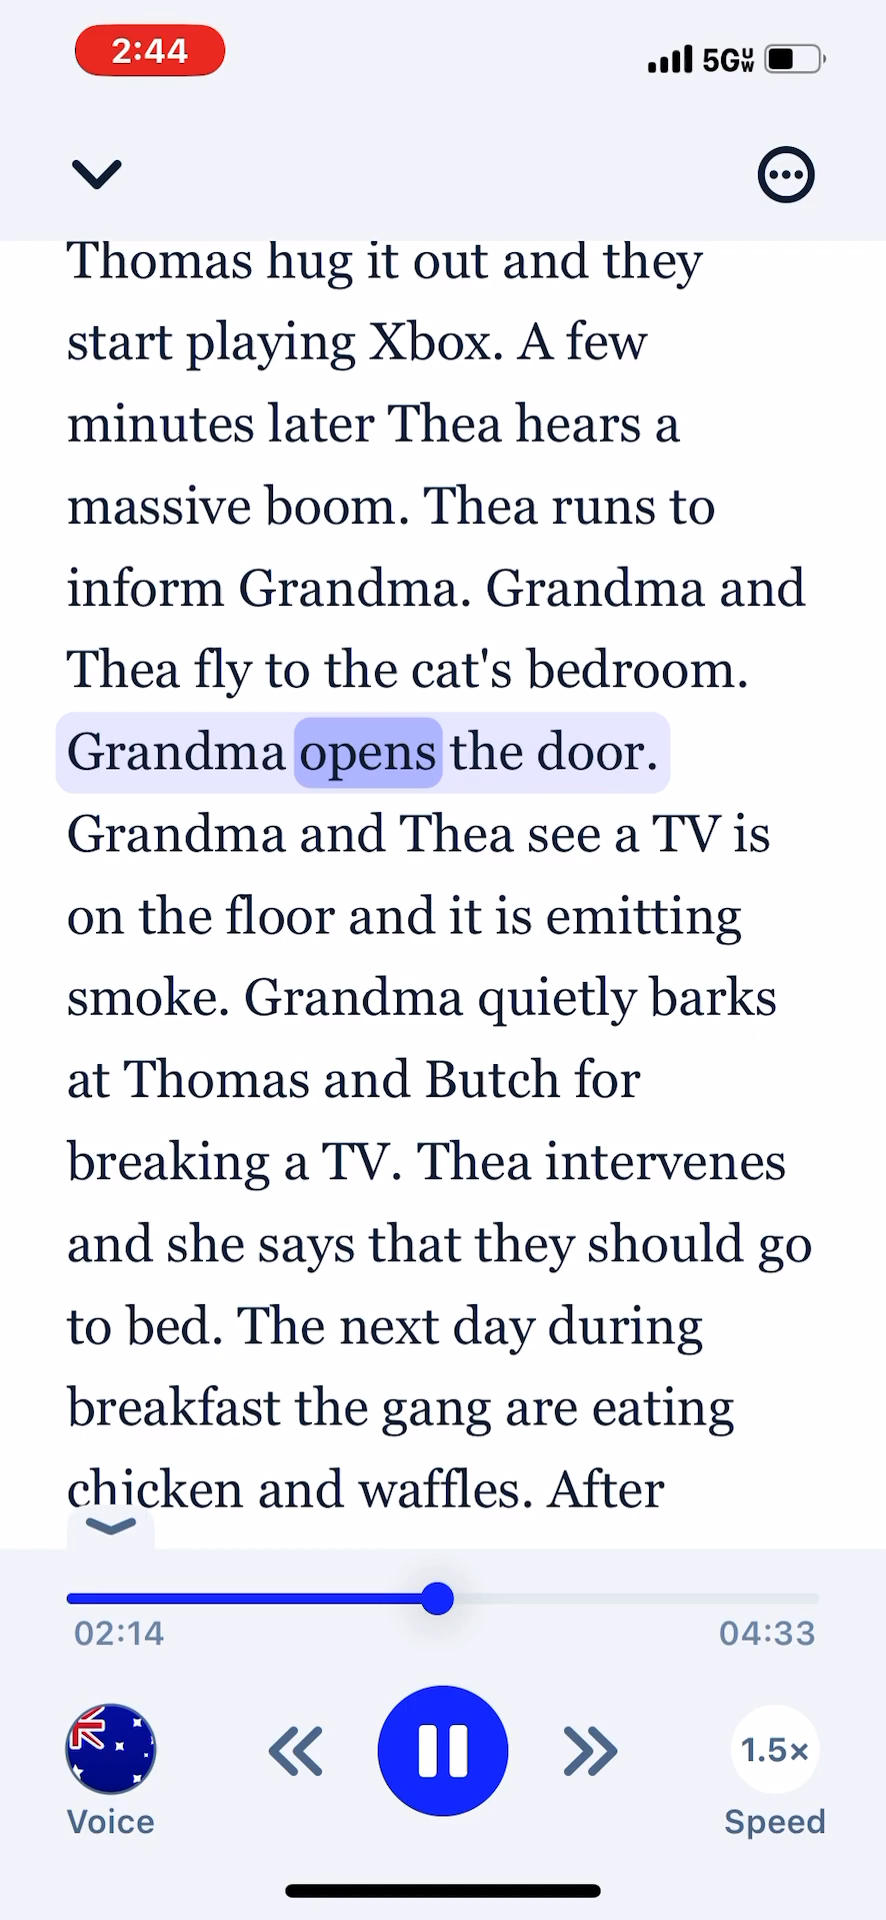 2:44
5GUW
Thomas hug it out and they
start playing Xbox. A few
minutes later Thea hears a
massive boom. Thea runs to
inform Grandma. Grandma and
Thea fly to the cat's bedroom.
Grandma opens the door.
Grandma and Thea see a TV is
on the floor and it is emitting
smoke. Grandma quietly barks
at Thomas and Butch for
breaking a TV. Thea intervenes
and she says that they should go
to bed. The next day during
breakfast the gang are eating
chicken and waffles. After
02:14
04:33
1.5×
Voice
Speed